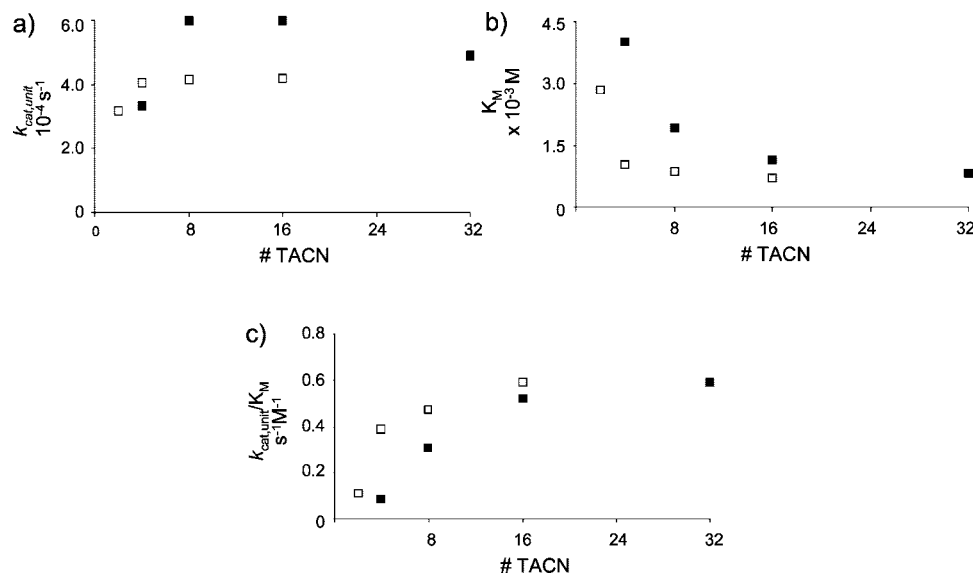 a)
6.0
4.0
2.0
0
k_cat,unit
10⁻⁴ s⁻¹
0
8
16
24
32
# TACN
b)
4.5
3.0
1.5
0
K_M
x 10⁻³ M
8
16
24
32
# TACN
c)
0.8
0.6
0.4
0.2
0
k_cat,unit/K_M
s⁻¹M⁻¹
8
16
24
32
# TACN